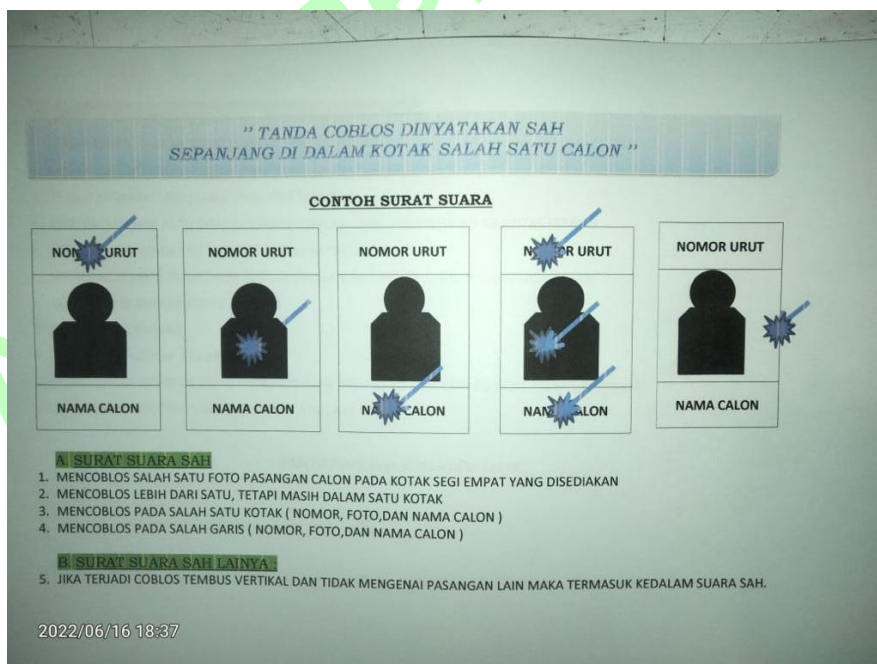 " TANDA COBLOS DINYATAKAN SAH
SEPANJANG DI DALAM KOTAK SALAH SATU CALON "
CONTOH SURAT SUARA
NOMOR URUT
NAMA CALON
NOMOR URUT
NAMA CALON
NOMOR URUT
NAMA CALON
NOMOR URUT
NAMA CALON
NOMOR URUT
NAMA CALON
A. SURAT SUARA SAH
1. MENCOBLOS SALAH SATU FOTO PASANGAN CALON PADA KOTAK SEGI EMPAT YANG DISEDIAKAN
2. MENCOBLOS LEBIH DARI SATU, TETAPI MASIH DALAM SATU KOTAK
3. MENCOBLOS PADA SALAH SATU KOTAK ( NOMOR, FOTO,DAN NAMA CALON )
4. MENCOBLOS PADA SALAH GARIS ( NOMOR, FOTO,DAN NAMA CALON )
B. SURAT SUARA SAH LAINYA :
5. JIKA TERJADI COBLOS TEMBUS VERTIKAL DAN TIDAK MENGENAI PASANGAN LAIN MAKA TERMASUK KEDALAM SUARA SAH.
2022/06/16 18:37